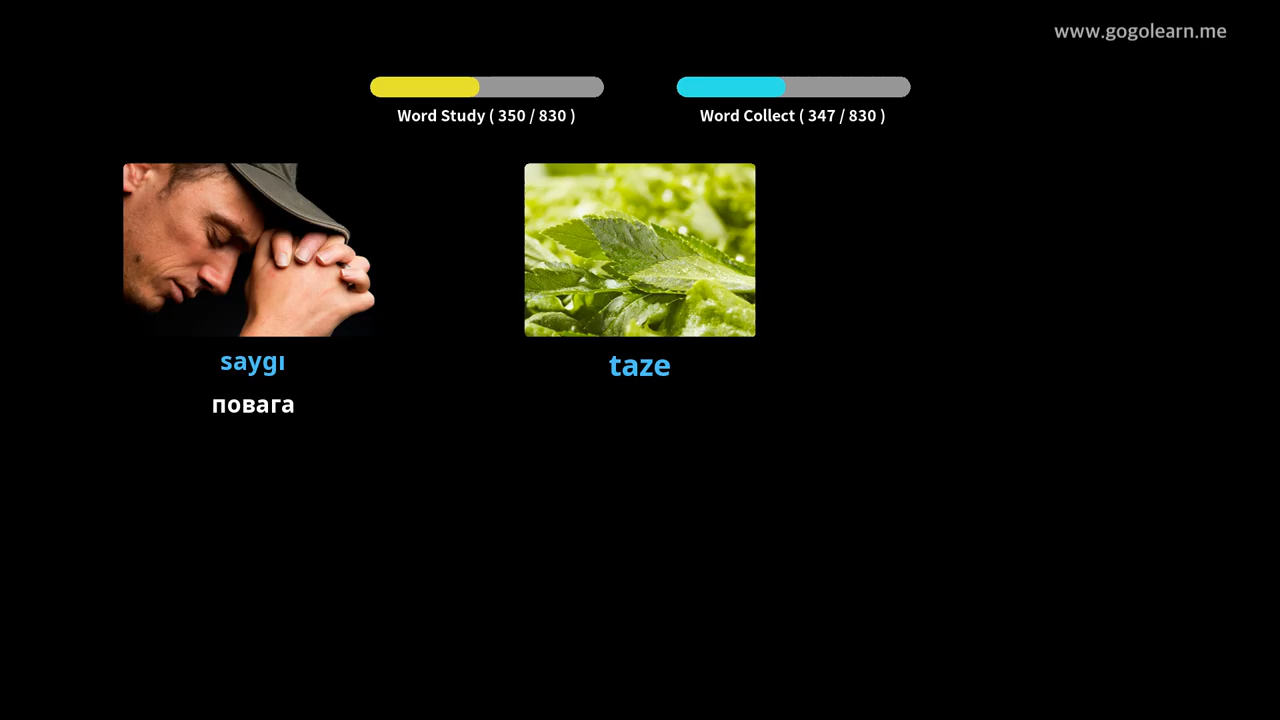 www.gogolearn.me
Word Study ( 350 / 830 )
Word Collect ( 347 / 830 )
saygı
повага
taze